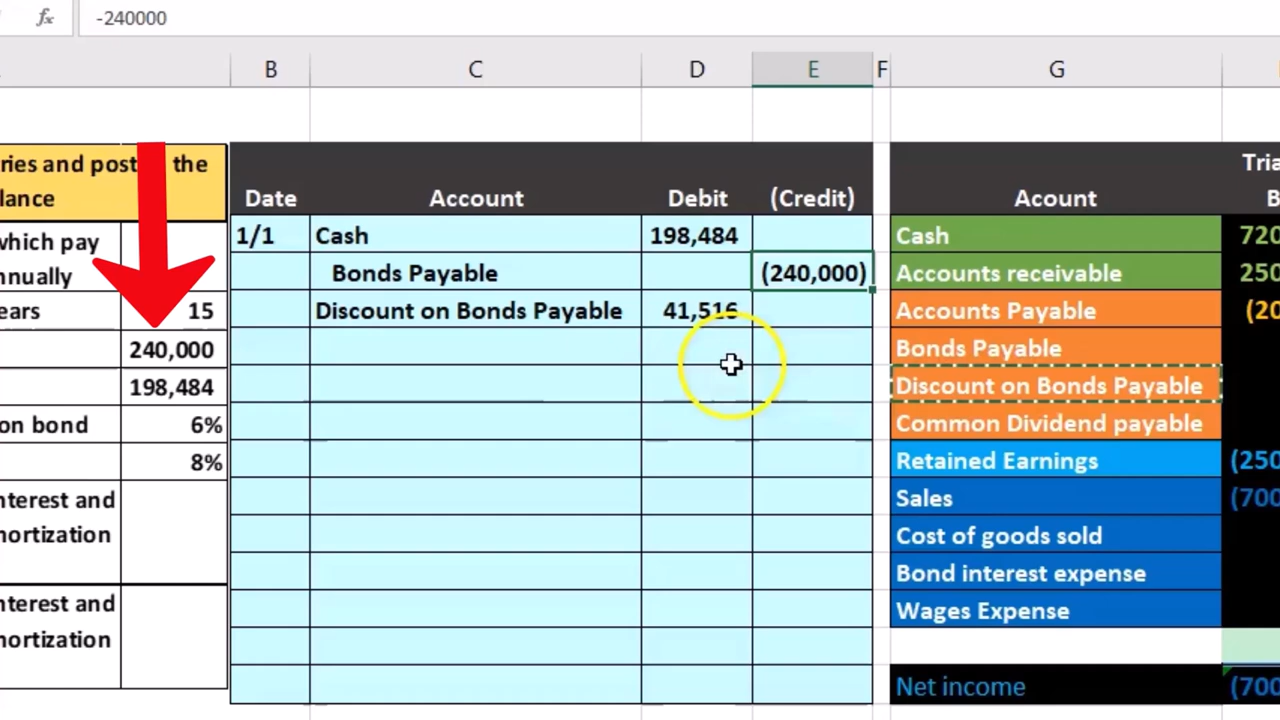 -240000
B C D E F G
ries and post the
lance
which pay
nnually
ears 15
240,000
198,484
on bond 6%
8%
nterest and
mortization
nterest and
mortization
Date Account Debit (Credit)
1/1 Cash 198,484
Bonds Payable (240,000)
Discount on Bonds Payable 41,516
Tria
Acount B
Cash 720
Accounts receivable 250
Accounts Payable (20
Bonds Payable
Discount on Bonds Payable
Common Dividend payable
Retained Earnings (250
Sales (700
Cost of goods sold
Bond interest expense
Wages Expense
Net income (700